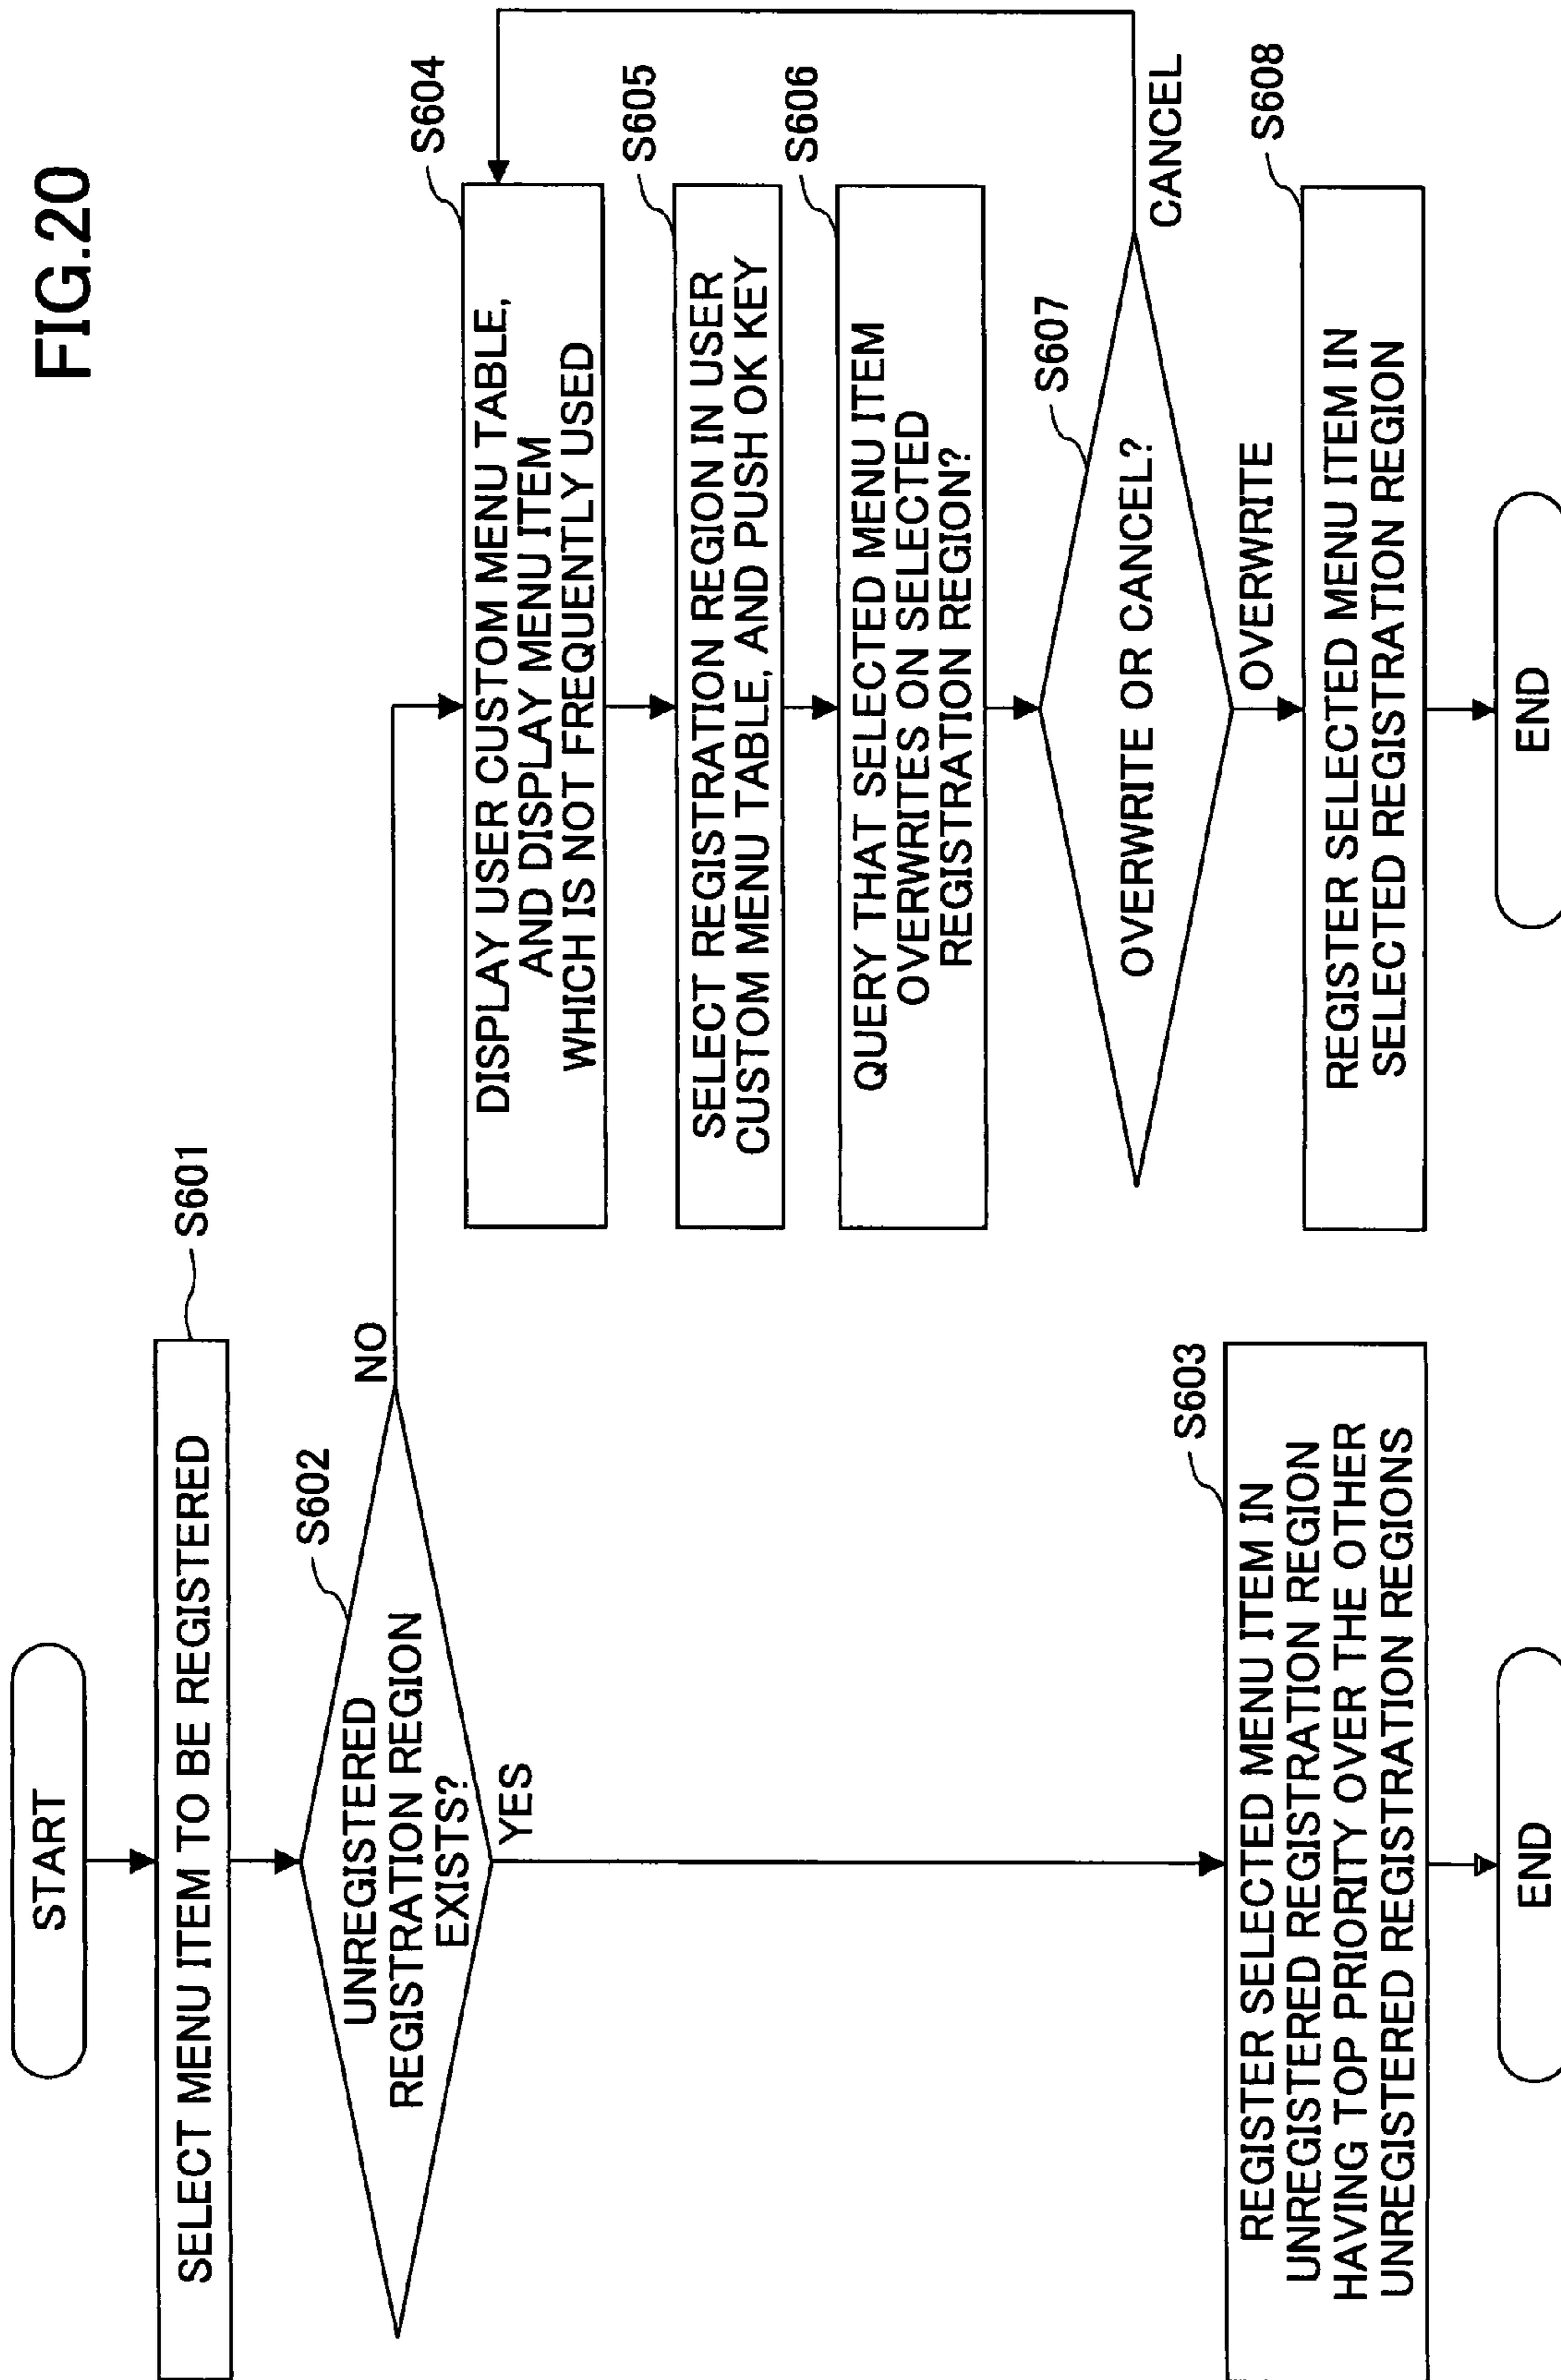 FIG.20
START
SELECT MENU ITEM TO BE REGISTERED
S601
UNREGISTERED
REGISTRATION REGION
EXISTS?
S602
NO
YES
REGISTER SELECTED MENU ITEM IN
UNREGISTERED REGISTRATION REGION
HAVING TOP PRIORITY OVER THE OTHER
UNREGISTERED REGISTRATION REGIONS
S603
END
DISPLAY USER CUSTOM MENU TABLE,
AND DISPLAY MENU ITEM
WHICH IS NOT FREQUENTLY USED
S604
SELECT REGISTRATION REGION IN USER
CUSTOM MENU TABLE, AND PUSH OK KEY
S605
QUERY THAT SELECTED MENU ITEM
OVERWRITES ON SELECTED
REGISTRATION REGION?
S606
OVERWRITE OR CANCEL?
S607
CANCEL
OVERWRITE
REGISTER SELECTED MENU ITEM IN
SELECTED REGISTRATION REGION
S608
END